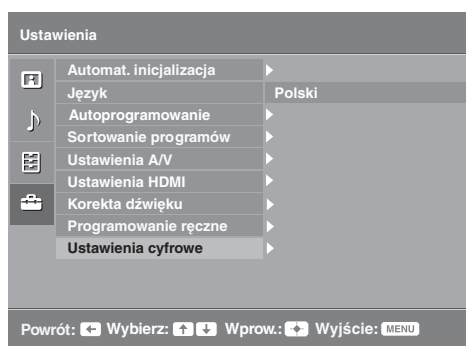 Ustawienia
Automat. inicjalizacja
Język Polski
Autoprogramowanie
Sortowanie programów
Ustawienia A/V
Ustawienia HDMI
Korekta dźwięku
Programowanie ręczne
Ustawienia cyfrowe
Powrót: Wybierz: Wprow.: Wyjście: MENU